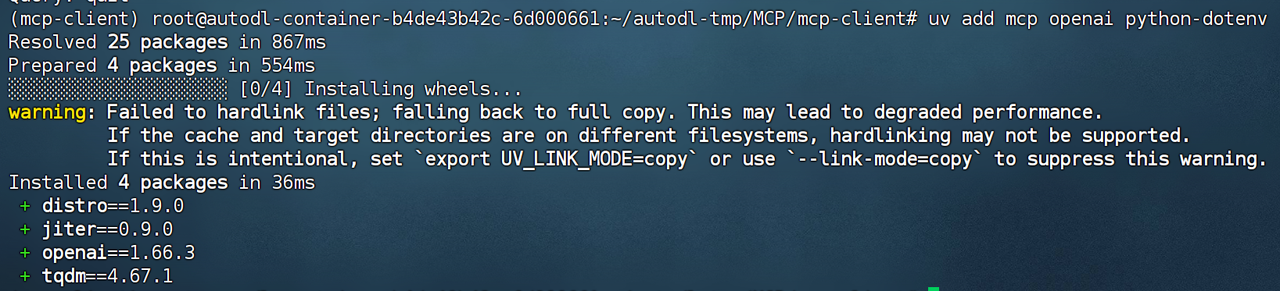 (mcp-client) root@autodl-container-b4de43b42c-6d000661:~/autodl-tmp/MCP/mcp-client# uv add mcp openai python-dotenv
Resolved 25 packages in 867ms
Prepared 4 packages in 554ms
░░░░░░░░░░░░░░░░░░░░ [0/4] Installing wheels...
warning: Failed to hardlink files; falling back to full copy. This may lead to degraded performance.
If the cache and target directories are on different filesystems, hardlinking may not be supported.
If this is intentional, set `export UV_LINK_MODE=copy` or use `--link-mode=copy` to suppress this warning.
Installed 4 packages in 36ms
+ distro==1.9.0
+ jiter==0.9.0
+ openai==1.66.3
+ tqdm==4.67.1